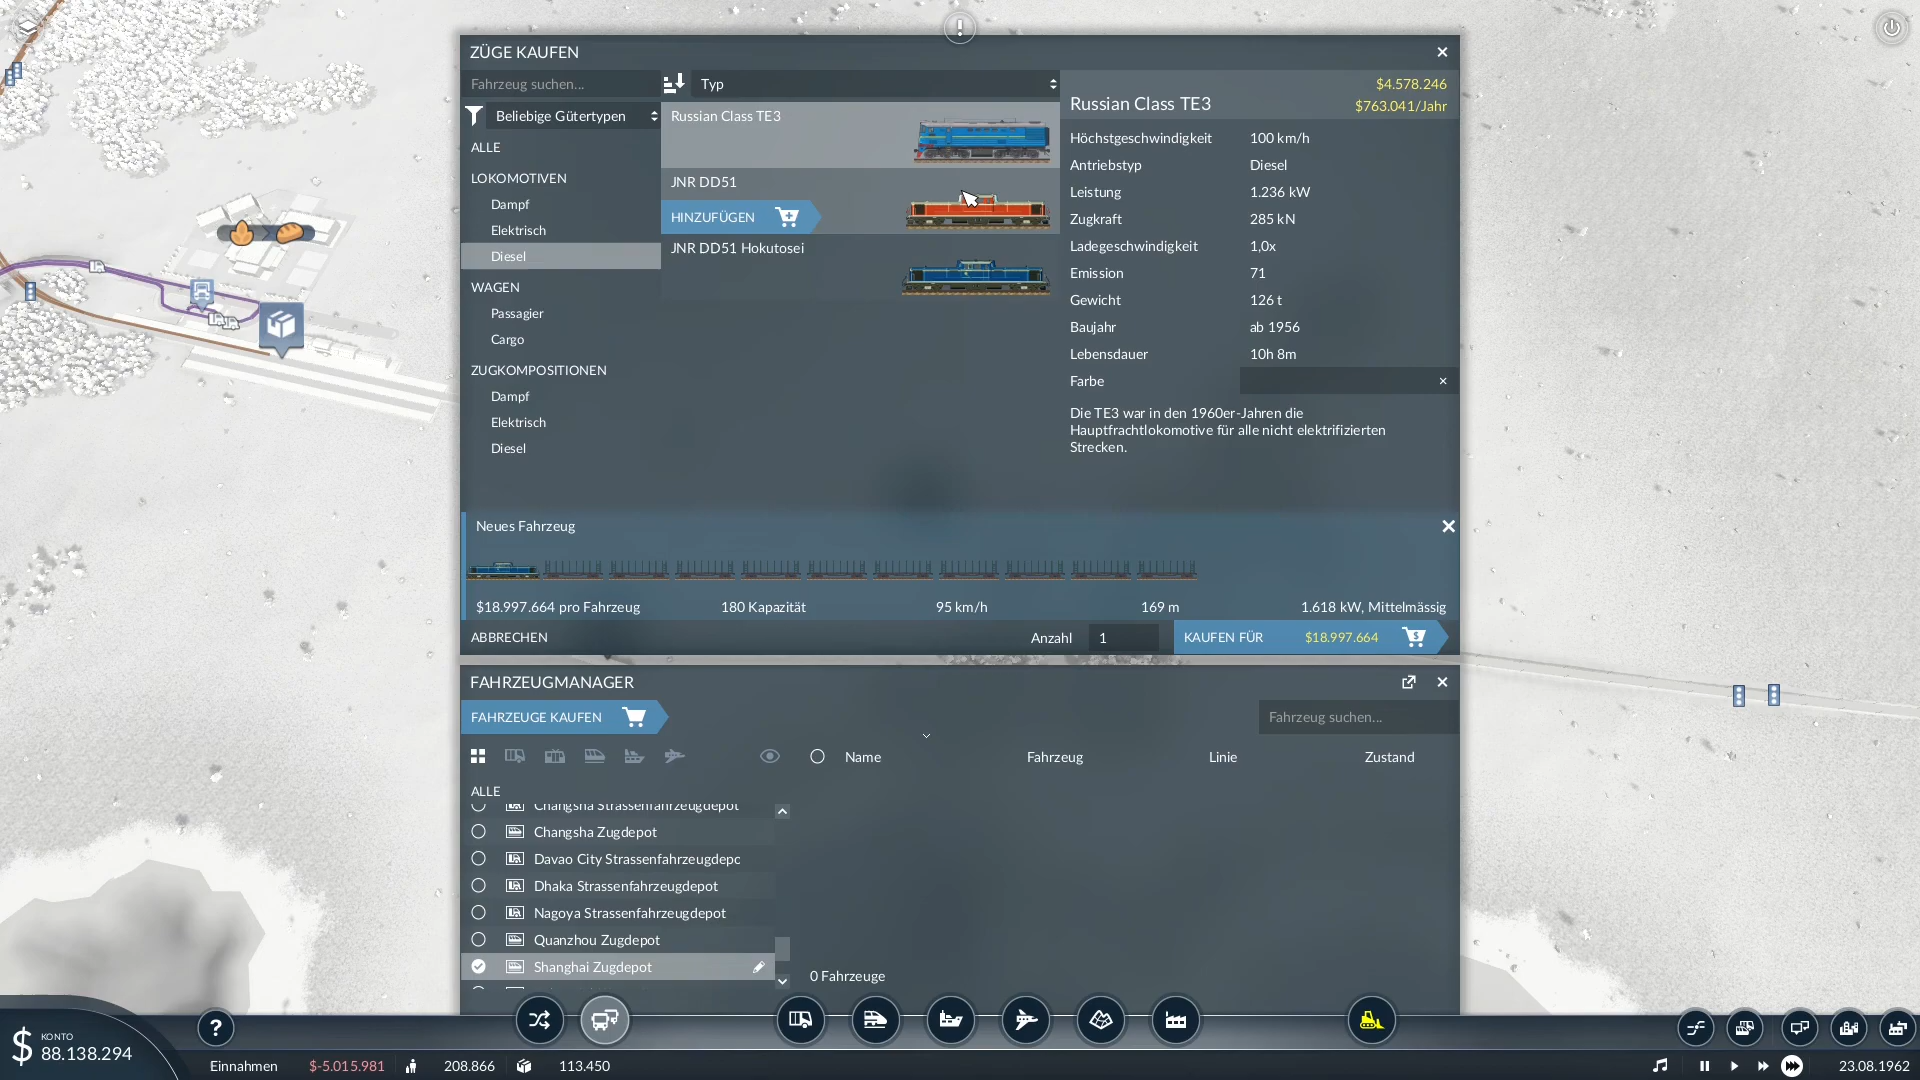 ZÜGE KAUFEN
Fahrzeug suchen...
Typ
Beliebige Gütertypen
ALLE
LOKOMOTIVEN
Dampf
Elektrisch
Diesel
WAGEN
Passagier
Cargo
ZUGKOMPOSITIONEN
Dampf
Elektrisch
Diesel
Russian Class TE3
JNR DD51
HINZUFÜGEN
JNR DD51 Hokutosei
$4.578.246
Russian Class TE3
$763.041/Jahr
Höchstgeschwindigkeit 100 km/h
Antriebstyp Diesel
Leistung 1.236 kW
Zugkraft 285 kN
Ladegeschwindigkeit 1,0x
Emission 71
Gewicht 126 t
Baujahr ab 1956
Lebensdauer 10h 8m
Farbe
Die TE3 war in den 1960er-Jahren die
Hauptfrachtlokomotive für alle nicht elektrifizierten
Strecken.
Neues Fahrzeug
$18.997.664 pro Fahrzeug 180 Kapazität 95 km/h 169 m 1.618 kW, Mittelmässig
ABBRECHEN Anzahl 1 KAUFEN FÜR $18.997.664
FAHRZEUGMANAGER
FAHRZEUGE KAUFEN
Fahrzeug suchen...
Name Fahrzeug Linie Zustand
ALLE
Changsha Strassenfahrzeugdepot
Changsha Zugdepot
Davao City Strassenfahrzeugdepc
Dhaka Strassenfahrzeugdepot
Nagoya Strassenfahrzeugdepot
Quanzhou Zugdepot
Shanghai Zugdepot
0 Fahrzeuge
$ KONTO
88.138.294
?
Einnahmen $-5.015.981 208.866 113.450
23.08.1962